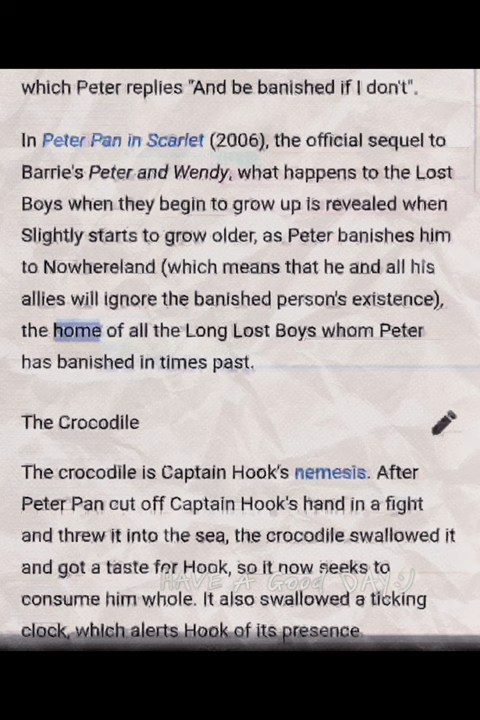 which Peter replies "And be banished if I don't".
In Peter Pan in Scarlet (2006), the official sequel to
Barrie's Peter and Wendy, what happens to the Lost
Boys when they begin to grow up is revealed when
Slightly starts to grow older, as Peter banishes him
to Nowhereland (which means that he and all his
allies will ignore the banished person's existence),
the home of all the Long Lost Boys whom Peter
has banished in times past.
The Crocodile
The crocodile is Captain Hook's nemesis. After
Peter Pan cut off Captain Hook's hand in a fight
and threw it into the sea, the crocodile swallowed it
and got a taste for Hook, so it now seeks to
HAVE A GOOD DAY:)
consume him whole. It also swallowed a ticking
clock, which alerts Hook of its presence